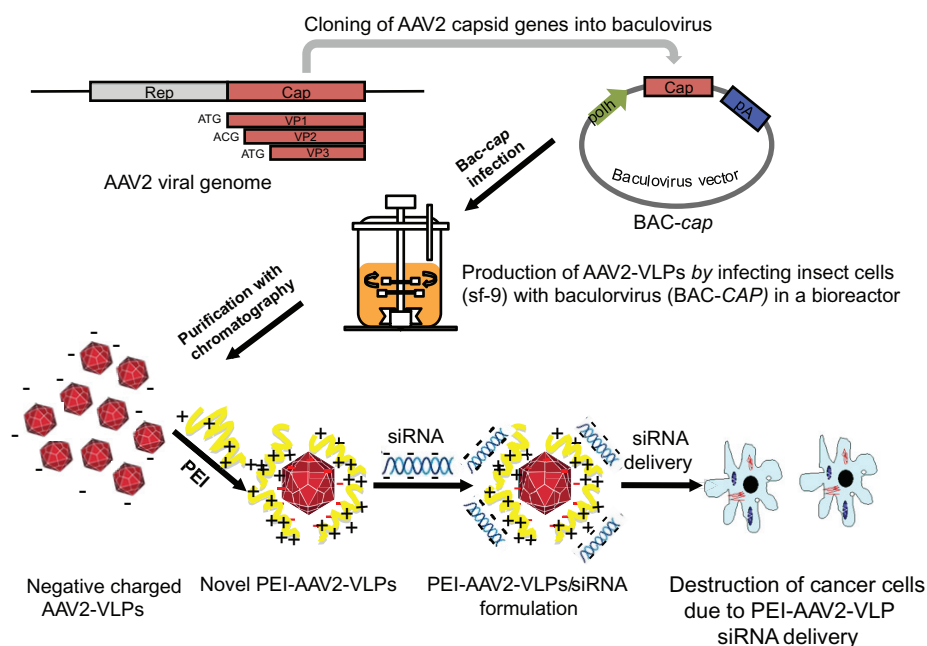 Cloning of AAV2 capsid genes into baculovirus
Rep
Cap
ATG
VP1
ACG
VP2
ATG
VP3
AAV2 viral genome
polh
Cap
pA
Baculovirus vector
BAC-cap
Bac-cap
infection
Production of AAV2-VLPs by infecting insect cells
(sf-9) with baculorvirus (BAC-CAP) in a bioreactor
Purification with
chromatography
PEI
siRNA
siRNA
delivery
Negative charged
AAV2-VLPs
Novel PEI-AAV2-VLPs
PEI-AAV2-VLPs/siRNA
formulation
Destruction of cancer cells
due to PEI-AAV2-VLP
siRNA delivery